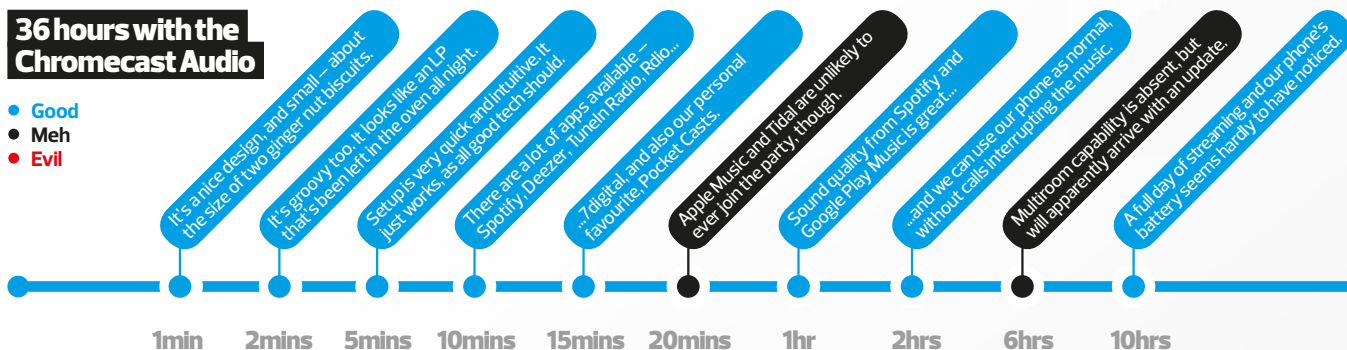 36 hours with the
Chromecast Audio
Good
Meh
Evil
It's a nice design, and small – about
the size of two ginger nut biscuits.
It's groovy too. It looks like an LP
that's been left in the oven all night.
Setup is very quick and intuitive. It
just works, as all good tech should.
There are a lot of apps available –
Spotify, Deezer, TuneIn Radio, Rdio...
...7digital, and also our personal
favourite, Pocket Casts.
Apple Music and Tidal are unlikely to
ever join the party, though.
Sound quality from Spotify and
Google Play Music is great...
...and we can use our phone as normal,
without calls interrupting the music.
Multiroom capability is absent, but
will apparently arrive with an update.
A full day of streaming and our phone's
battery seems hardly to have noticed.
1min
2mins
5mins
10mins
15mins
20mins
1hr
2hrs
6hrs
10hrs